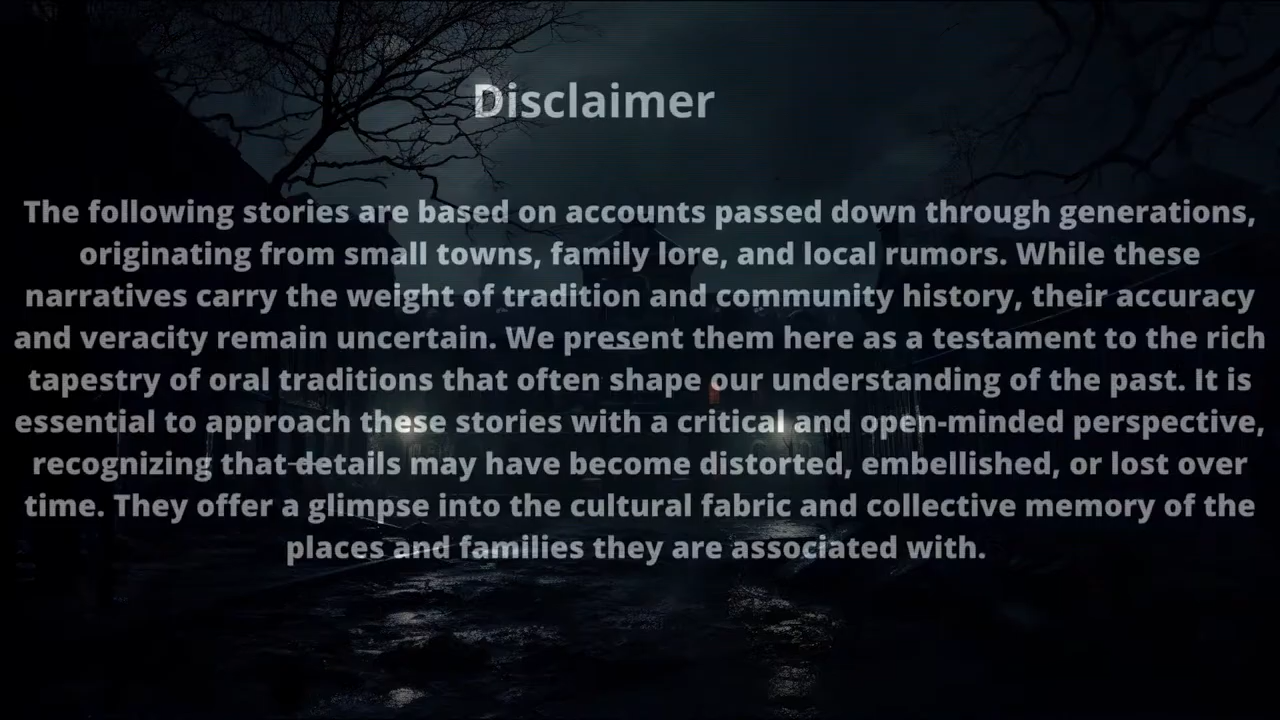 Disclaimer
The following stories are based on accounts passed down through generations,
originating from small towns, family lore, and local rumors. While these
narratives carry the weight of tradition and community history, their accuracy
and veracity remain uncertain. We present them here as a testament to the rich
tapestry of oral traditions that often shape our understanding of the past. It is
essential to approach these stories with a critical and open-minded perspective,
recognizing that details may have become distorted, embellished, or lost over
time. They offer a glimpse into the cultural fabric and collective memory of the
places and families they are associated with.